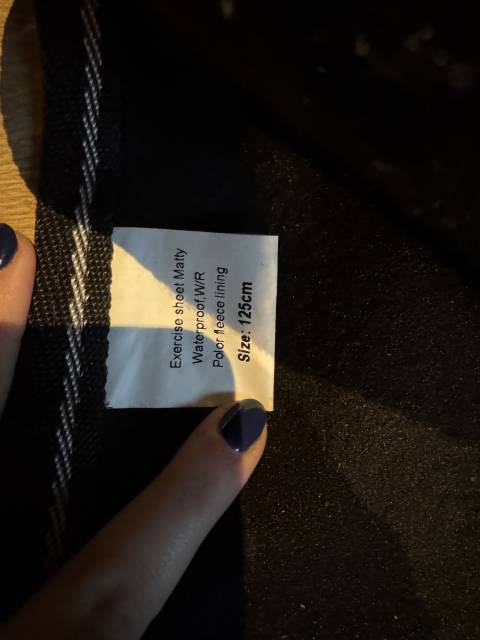 Exercise sheet Matty
Waterproof,W/R
Polor fleece lining
Size: 125cm